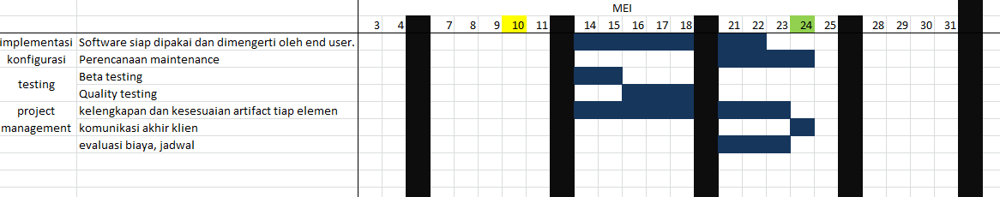 MEI
3 4 7 8 9 10 11 14 15 16 17 18 21 22 23 24 25 28 29 30 31
implementasi Software siap dipakai dan dimengerti oleh end user.
konfigurasi Perencanaan maintenance
testing Beta testing
Quality testing
project kelengkapan dan kesesuaian artifact tiap elemen
management komunikasi akhir klien
evaluasi biaya, jadwal